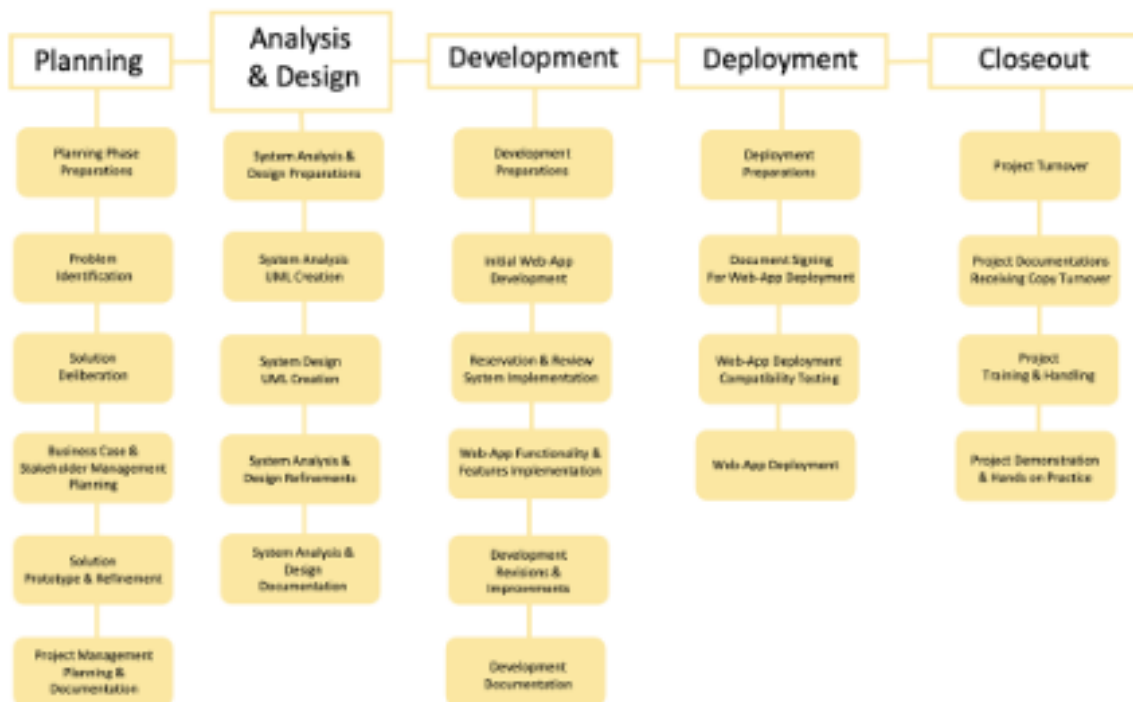 Planning
Analysis
& Design
Development
Deployment
Closeout
Planning Phase
Preparations
Problem
Identification
Solution
Deliberation
Business Case &
Stakeholder Management
Planning
Solution
Prototype & Refinement
Project Management
Planning &
Documentation
System Analysis &
Design Preparations
System Analysis
UML Creation
System Design
UML Creation
System Analysis &
Design Refinements
System Analysis &
Design
Documentation
Development
Preparations
Initial Web-App
Development
Reservation & Review
System Implementation
Web-App Functionality &
Features Implementation
Development
Revisions &
Improvements
Development
Documentation
Deployment
Preparations
Document Signing
For Web-App Deployment
Web-App Deployment
Compatibility Testing
Web-App Deployment
Project Turnover
Project Documentations
Receiving Copy Turnover
Project
Training & Handling
Project Demonstration
& Hands on Practice